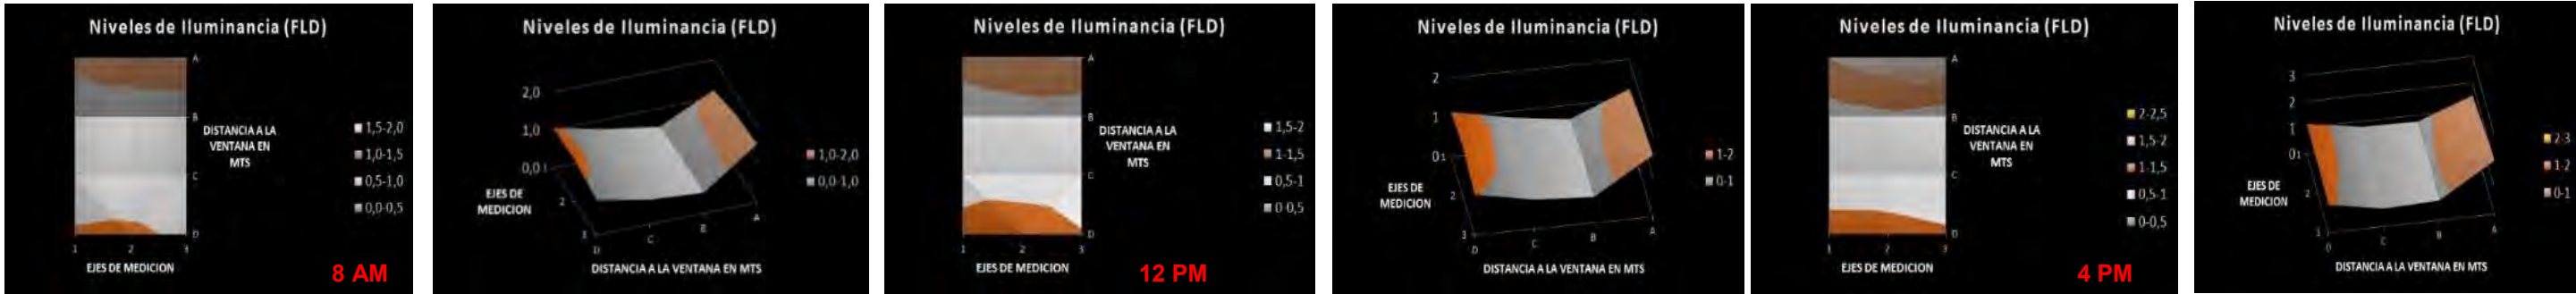 Niveles de Iluminancia (FLD)
A
B
C
D
DISTANCIA A LA
VENTANA EN
MTS
1,5-2,0
1,0-1,5
0,5-1,0
0,0-0,5
1 2 3
EJES DE MEDICION
8 AM
Niveles de Iluminancia (FLD)
2,0
1,0
0,0
1
2
3
EJES DE
MEDICION
D C B A
DISTANCIA A LA VENTANA EN MTS
1,0-2,0
0,0-1,0
Niveles de Iluminancia (FLD)
A
B
C
D
DISTANCIA A LA
VENTANA EN
MTS
1,5-2
1-1,5
0,5-1
0-0,5
1 2 3
EJES DE MEDICION
12 PM
Niveles de Iluminancia (FLD)
2
1
0
1
2
3
EJES DE
MEDICION
D C B A
DISTANCIA A LA VENTANA EN MTS
1-2
0-1
Niveles de Iluminancia (FLD)
A
B
C
D
DISTANCIA A LA
VENTANA EN
MTS
2-2,5
1,5-2
1-1,5
0,5-1
0-0,5
1 2 3
EJES DE MEDICION
4 PM
Niveles de Iluminancia (FLD)
3
2
1
0
1
2
3
EJES DE
MEDICION
D C B A
DISTANCIA A LA VENTANA EN MTS
2-3
1-2
0-1